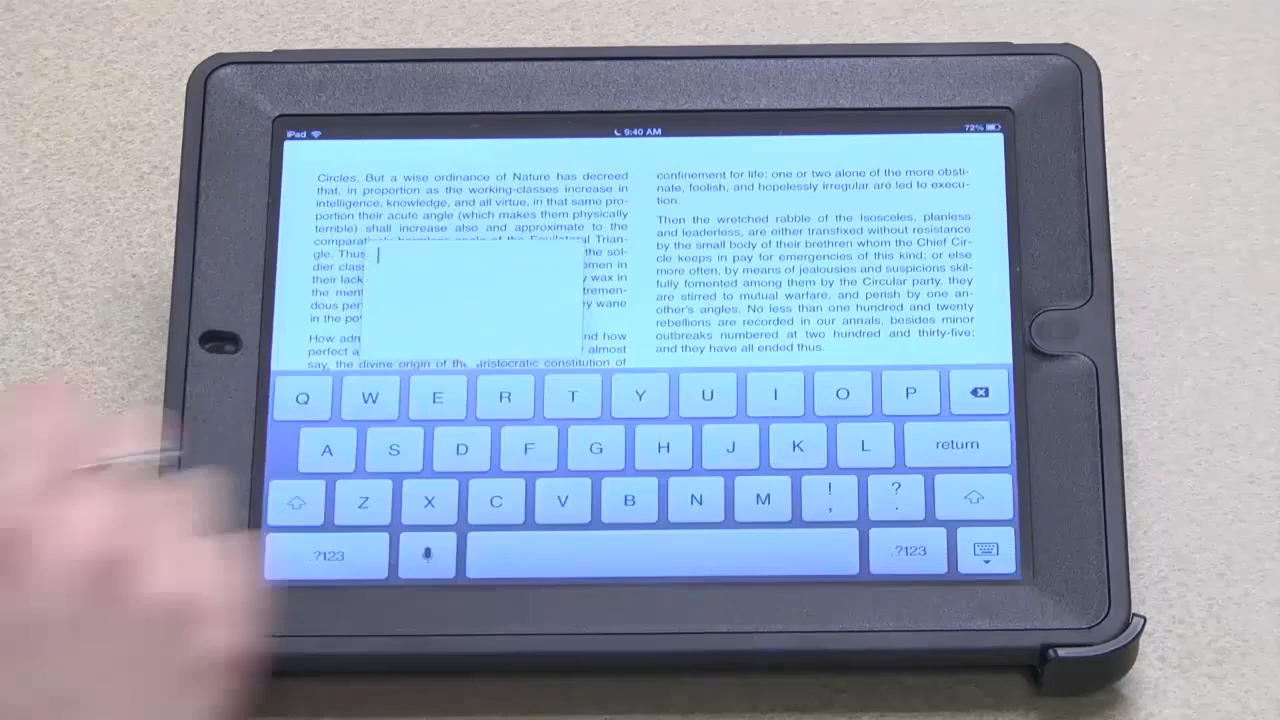 iPad 9:40 AM 72%
Circles. But a wise ordinance of Nature has decreed
that, in proportion as the working-classes increase in
intelligence, knowledge, and all virtue, in that same pro-
portion their acute angle (which makes them physically
terrible) shall increase also and approximate to the
comparatively harmless angle of the Equilateral Trian-
gle. Thus the sol-
dier class omen in
their lack wax in
the ment tremen-
dous per ey wane
in the po
How adm nd how
perfect a almost
say, the divine origin of the aristocratic constitution of
confinement for life; one or two alone of the more obsti-
nate, foolish, and hopelessly irregular are led to execu-
tion.
Then the wretched rabble of the Isosceles, planless
and leaderless, are either transfixed without resistance
by the small body of their brethren whom the Chief Cir-
cle keeps in pay for emergencies of this kind; or else
more often, by means of jealousies and suspicions skil-
fully fomented among them by the Circular party, they
are stirred to mutual warfare, and perish by one an-
other's angles. No less than one hundred and twenty
rebellions are recorded in our annals, besides minor
outbreaks numbered at two hundred and thirty-five;
and they have all ended thus.
Q W E R T Y U I O P
A S D F G H J K L return
Z X C V B N M ! , ? .
.?123 .?123